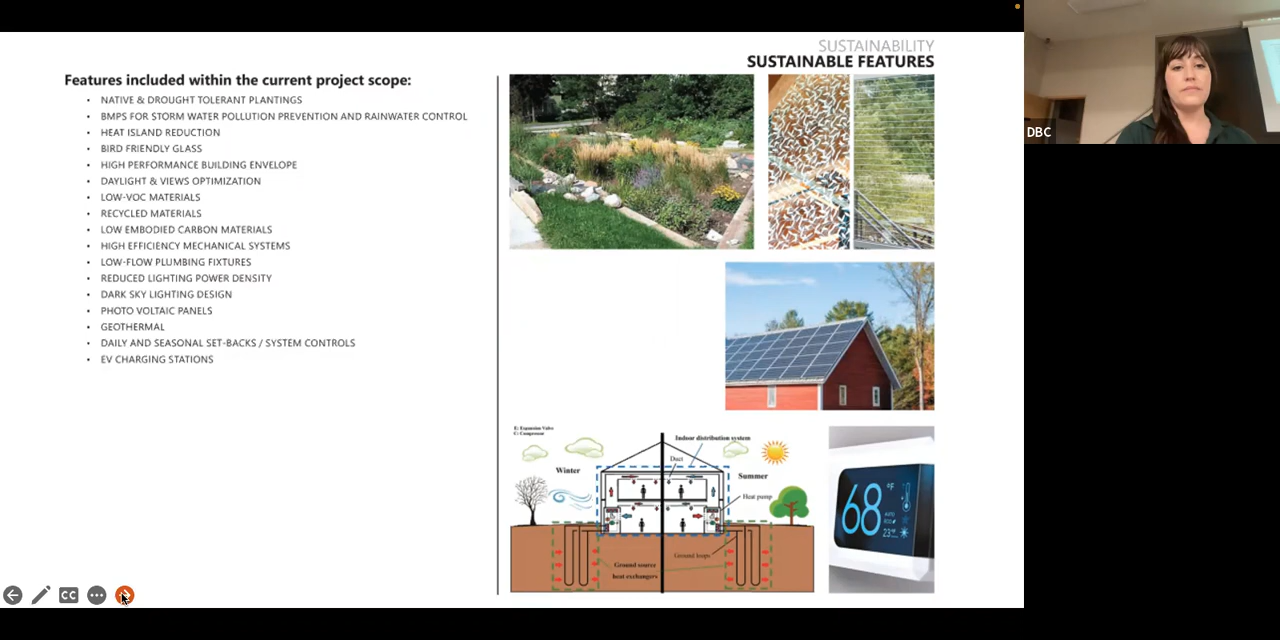 SUSTAINABILITY
SUSTAINABLE FEATURES
Features included within the current project scope:
• NATIVE & DROUGHT TOLERANT PLANTINGS
• BMPS FOR STORM WATER POLLUTION PREVENTION AND RAINWATER CONTROL
• HEAT ISLAND REDUCTION
• BIRD FRIENDLY GLASS
• HIGH PERFORMANCE BUILDING ENVELOPE
• DAYLIGHT & VIEWS OPTIMIZATION
• LOW-VOC MATERIALS
• RECYCLED MATERIALS
• LOW EMBODIED CARBON MATERIALS
• HIGH EFFICIENCY MECHANICAL SYSTEMS
• LOW-FLOW PLUMBING FIXTURES
• REDUCED LIGHTING POWER DENSITY
• DARK SKY LIGHTING DESIGN
• PHOTO VOLTAIC PANELS
• GEOTHERMAL
• DAILY AND SEASONAL SET-BACKS / SYSTEM CONTROLS
• EV CHARGING STATIONS
E: Expansion Valve
C: Compressor
Indoor distribution system
Duct
Winter
Summer
Heat pump
Ground loops
Ground source
heat exchangers
68 °F
AUTO
ECO
23
CC
DBC